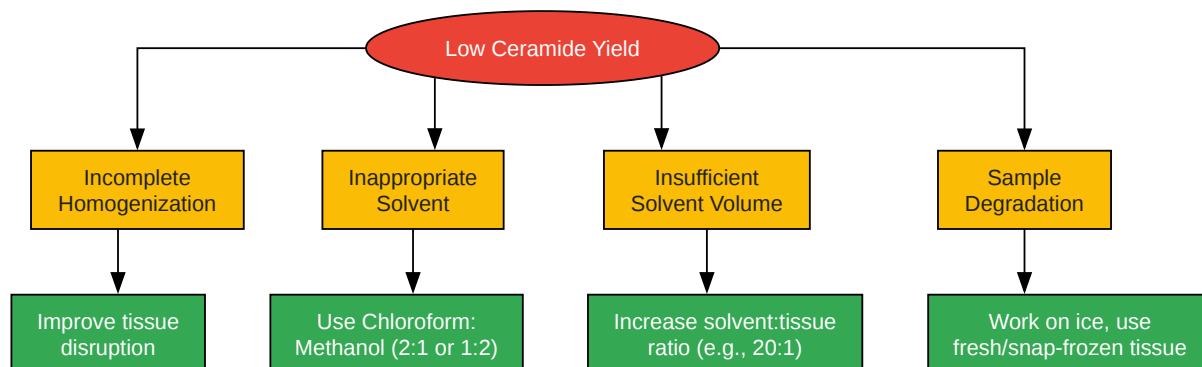 Low Ceramide Yield
Incomplete
Homogenization
Inappropriate
Solvent
Insufficient
Solvent Volume
Sample
Degradation
Improve tissue
disruption
Use Chloroform:
Methanol (2:1 or 1:2)
Increase solvent:tissue
ratio (e.g., 20:1)
Work on ice, use
fresh/snap-frozen tissue